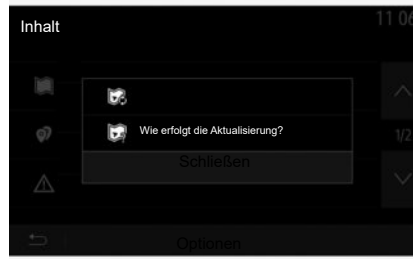 Inhalt
11 06
Wie erfolgt die Aktualisierung?
1/2
Schließen
Optionen